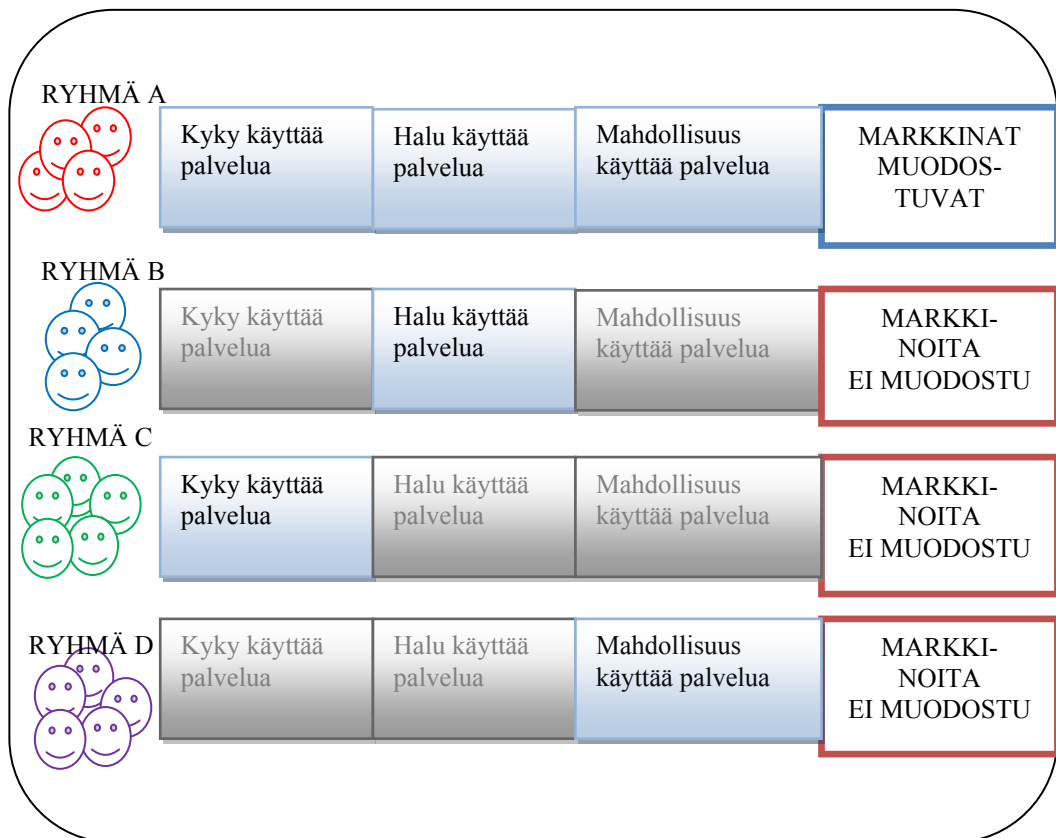 RYHMÄ A
Kyky käyttää
palvelua
Halu käyttää
palvelua
Mahdollisuus
käyttää palvelua
MARKKINAT
MUODOS-
TUVAT
RYHMÄ B
Kyky käyttää
palvelua
Halu käyttää
palvelua
Mahdollisuus
käyttää palvelua
MARKKI-
NOITA
EI MUODOSTU
RYHMÄ C
Kyky käyttää
palvelua
Halu käyttää
palvelua
Mahdollisuus
käyttää palvelua
MARKKI-
NOITA
EI MUODOSTU
RYHMÄ D
Kyky käyttää
palvelua
Halu käyttää
palvelua
Mahdollisuus
käyttää palvelua
MARKKI-
NOITA
EI MUODOSTU